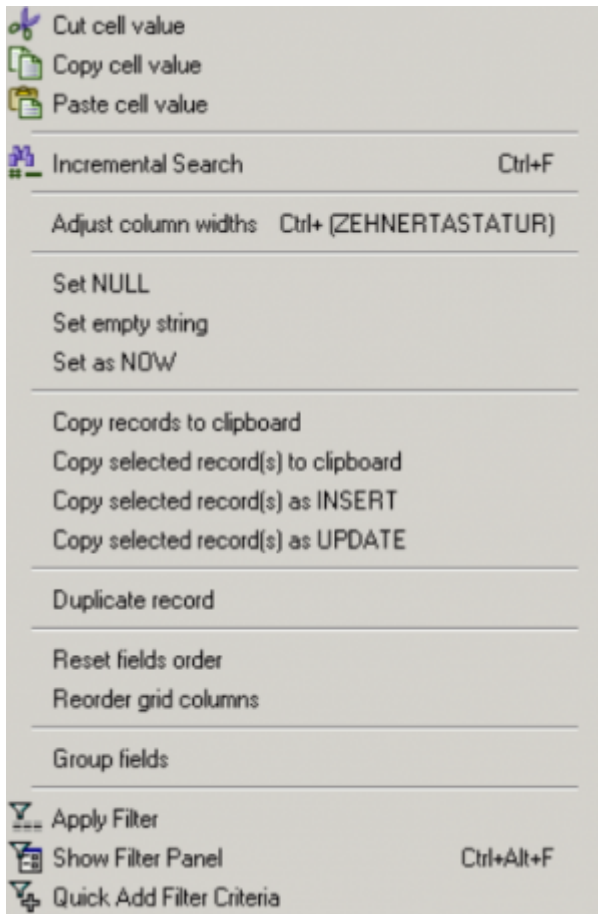 Cut cell value
Copy cell value
Paste cell value
Incremental Search Ctrl+F
Adjust column widths Ctrl+ (ZEHNERTASTATUR)
Set NULL
Set empty string
Set as NOW
Copy records to clipboard
Copy selected record(s) to clipboard
Copy selected record(s) as INSERT
Copy selected record(s) as UPDATE
Duplicate record
Reset fields order
Reorder grid columns
Group fields
Apply Filter
Show Filter Panel Ctrl+Alt+F
Quick Add Filter Criteria